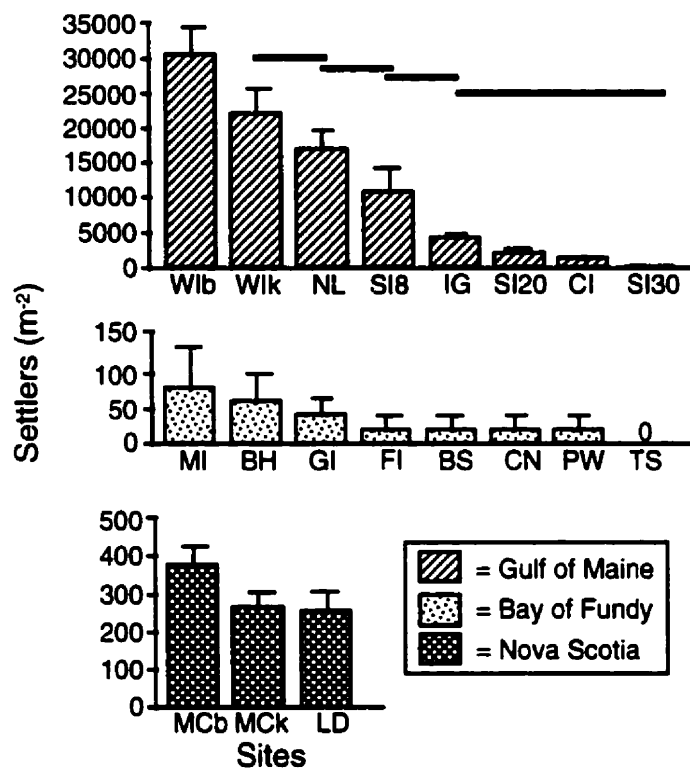 35000
30000
25000
20000
15000
10000
5000
0
WIb WIk NL SI8 IG SI20 CI SI30
Settlers (m-2)
150
100
50
0
0
MI BH GI FI BS CN PW TS
500
400
300
200
100
0
MCb MCk LD
Sites
= Gulf of Maine
= Bay of Fundy
= Nova Scotia